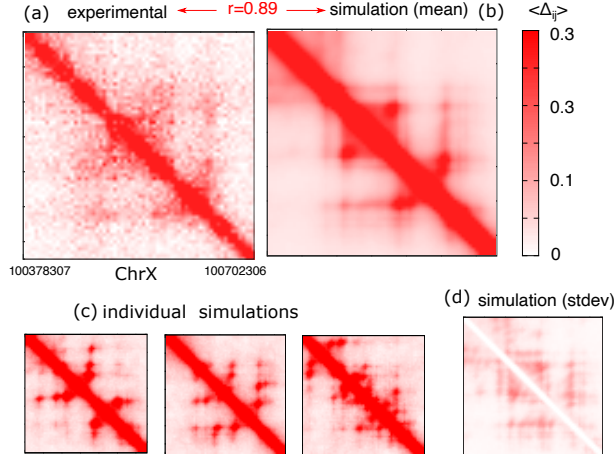 (a) experimental r=0.89 simulation (mean) (b) <Δij>
0.3
0.3
0.1
0
100378307 ChrX 100702306
(c) individual simulations
(d) simulation (stdev)